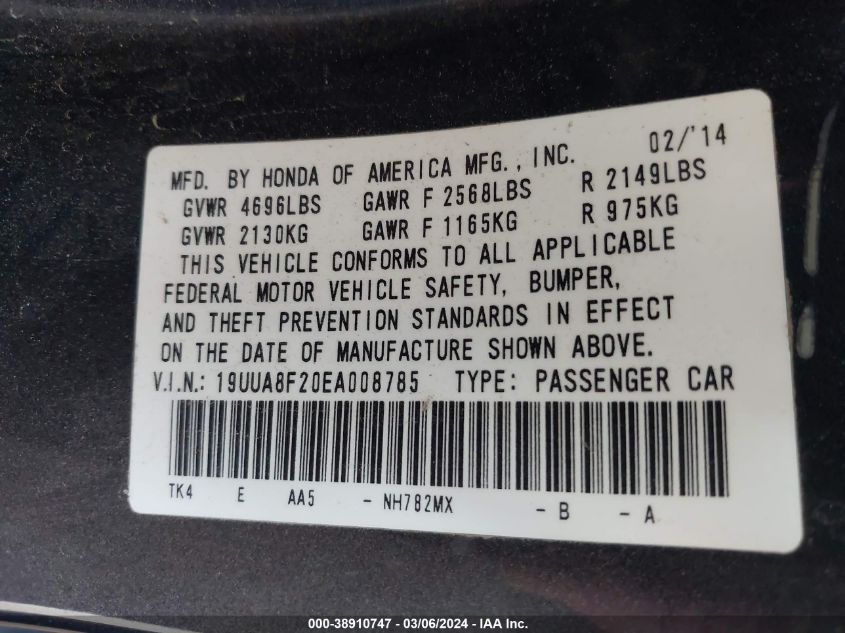 MFD. BY HONDA OF AMERICA MFG., INC. 02/'14
GVWR 4696LBS GAWR F 2568LBS R 2149LBS
GVWR 2130KG GAWR F 1165KG R 975KG
THIS VEHICLE CONFORMS TO ALL APPLICABLE
FEDERAL MOTOR VEHICLE SAFETY, BUMPER,
AND THEFT PREVENTION STANDARDS IN EFFECT
ON THE DATE OF MANUFACTURE SHOWN ABOVE.
V.I.N.: 19UUA8F20EA008785 TYPE: PASSENGER CAR
TK4 E AA5 - NH782MX - B - A
000-38910747 - 03/06/2024 - IAA Inc.